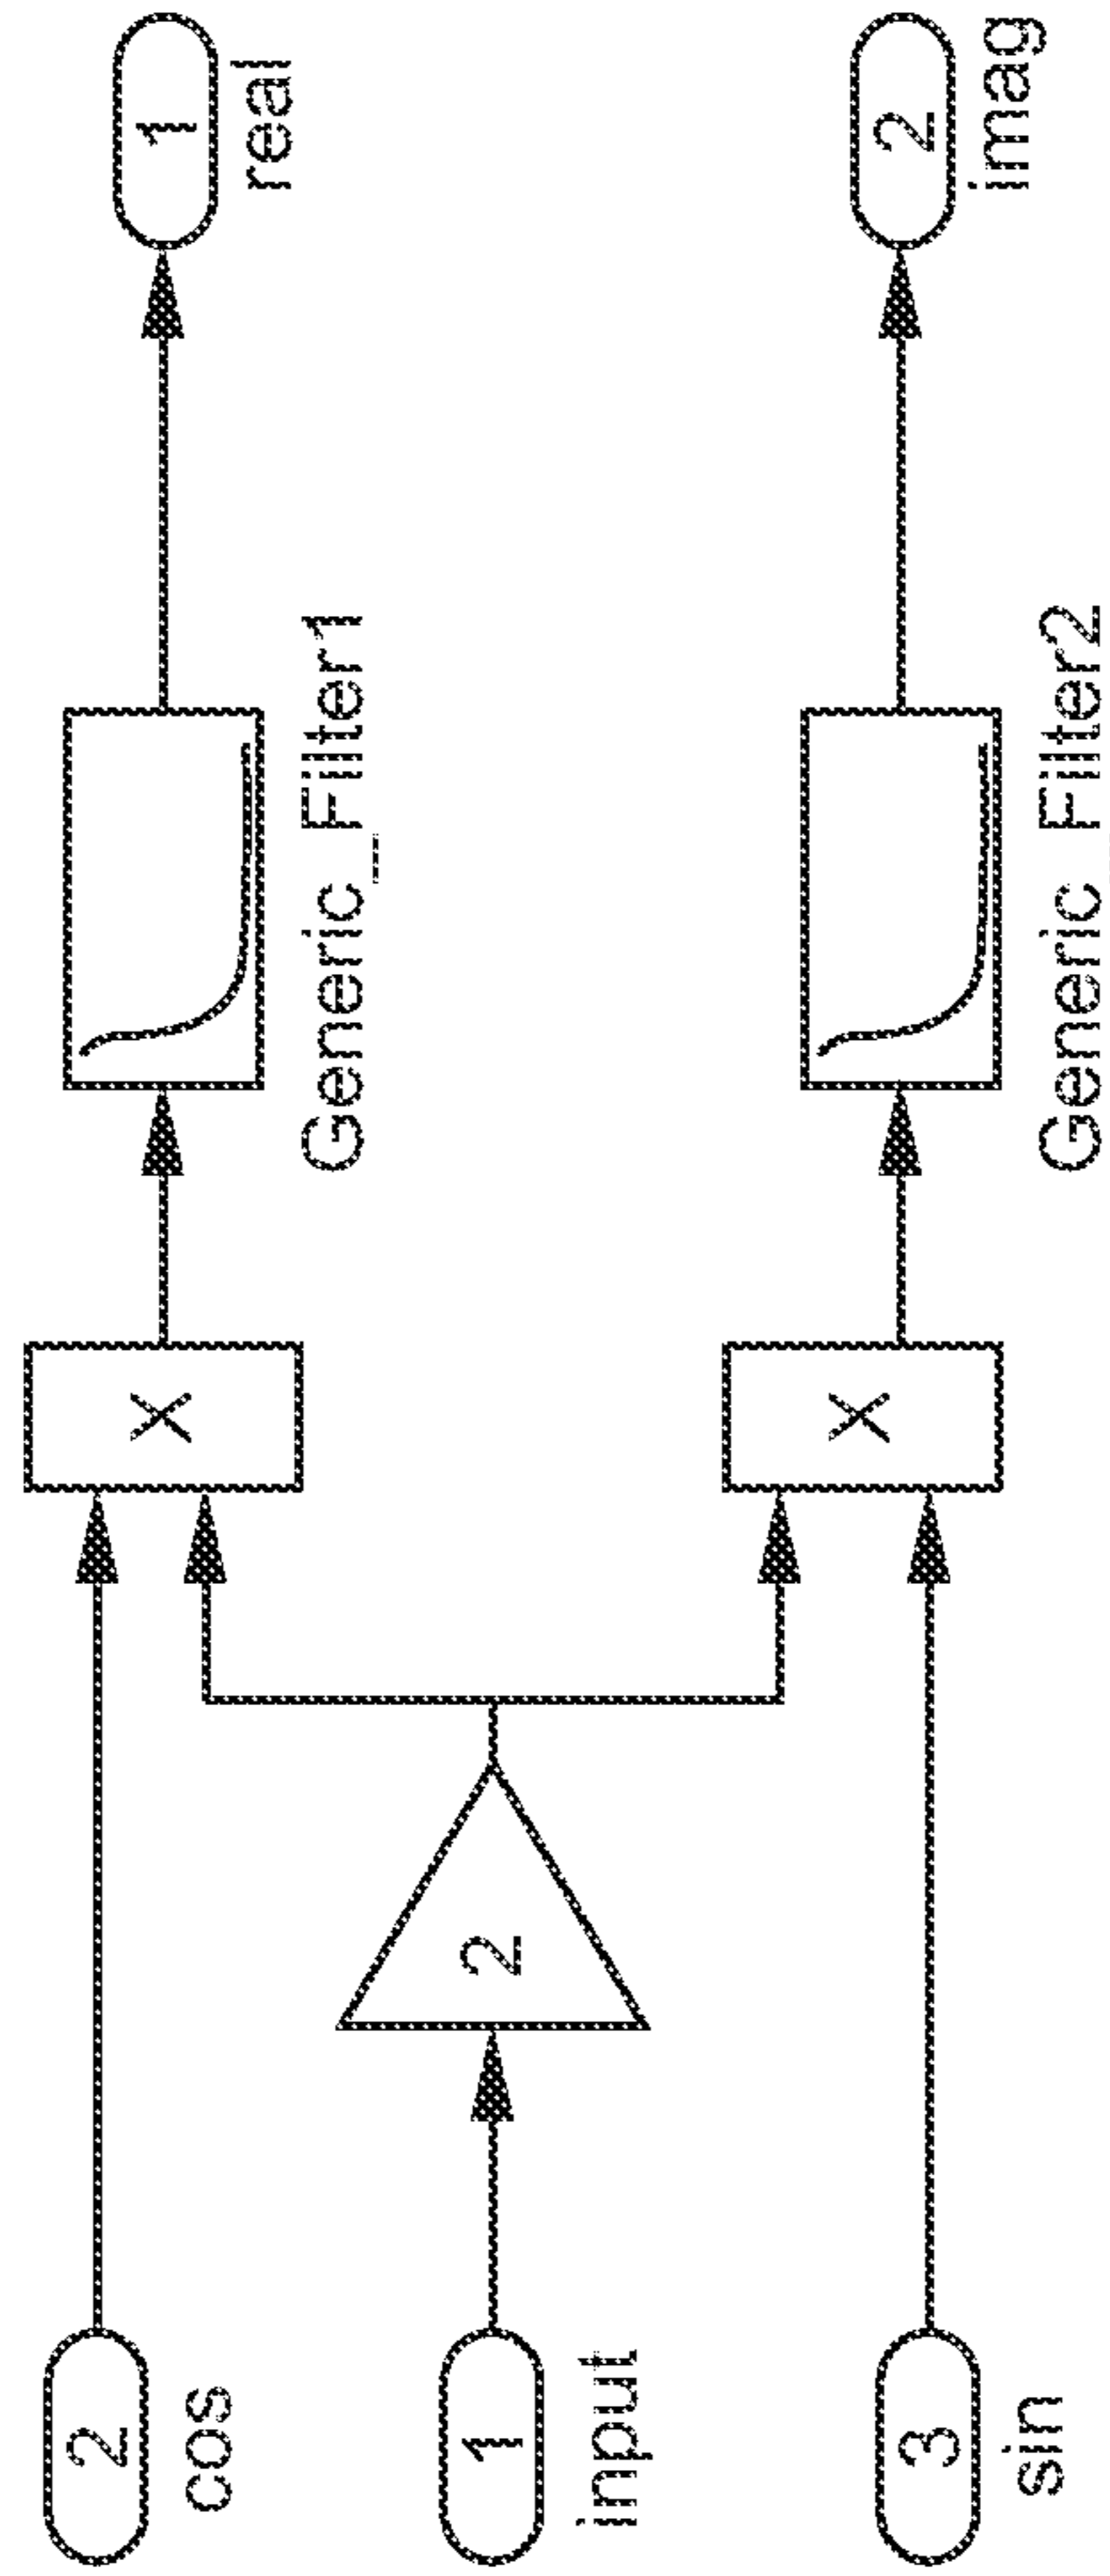 2
cos
1
input
3
sin
2
X
X
Generic_Filter1
Generic_Filter2
1
real
2
imag